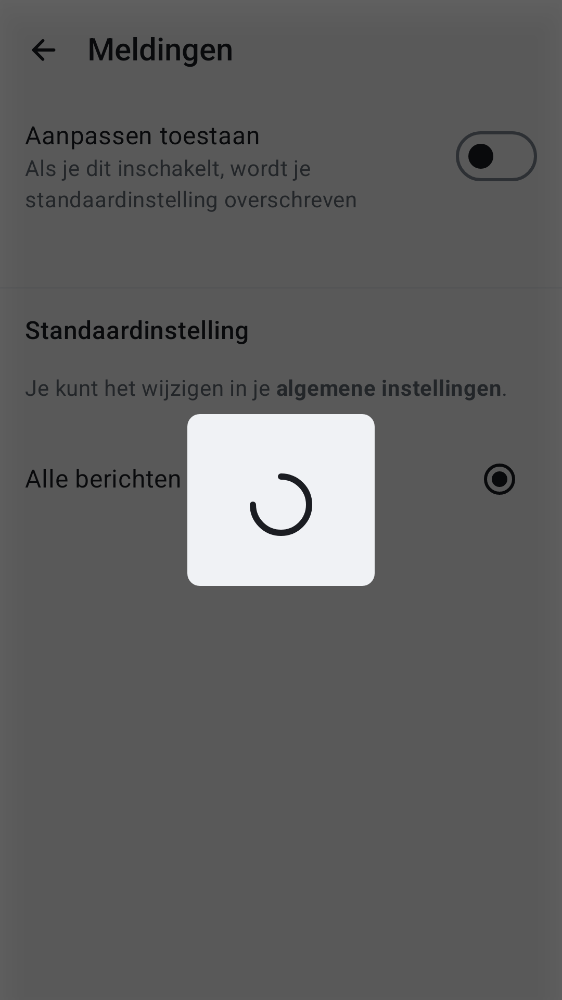 Meldingen
Aanpassen toestaan
Als je dit inschakelt, wordt je
standaardinstelling overschreven
Standaardinstelling
Je kunt het wijzigen in je algemene instellingen.
Alle berichten